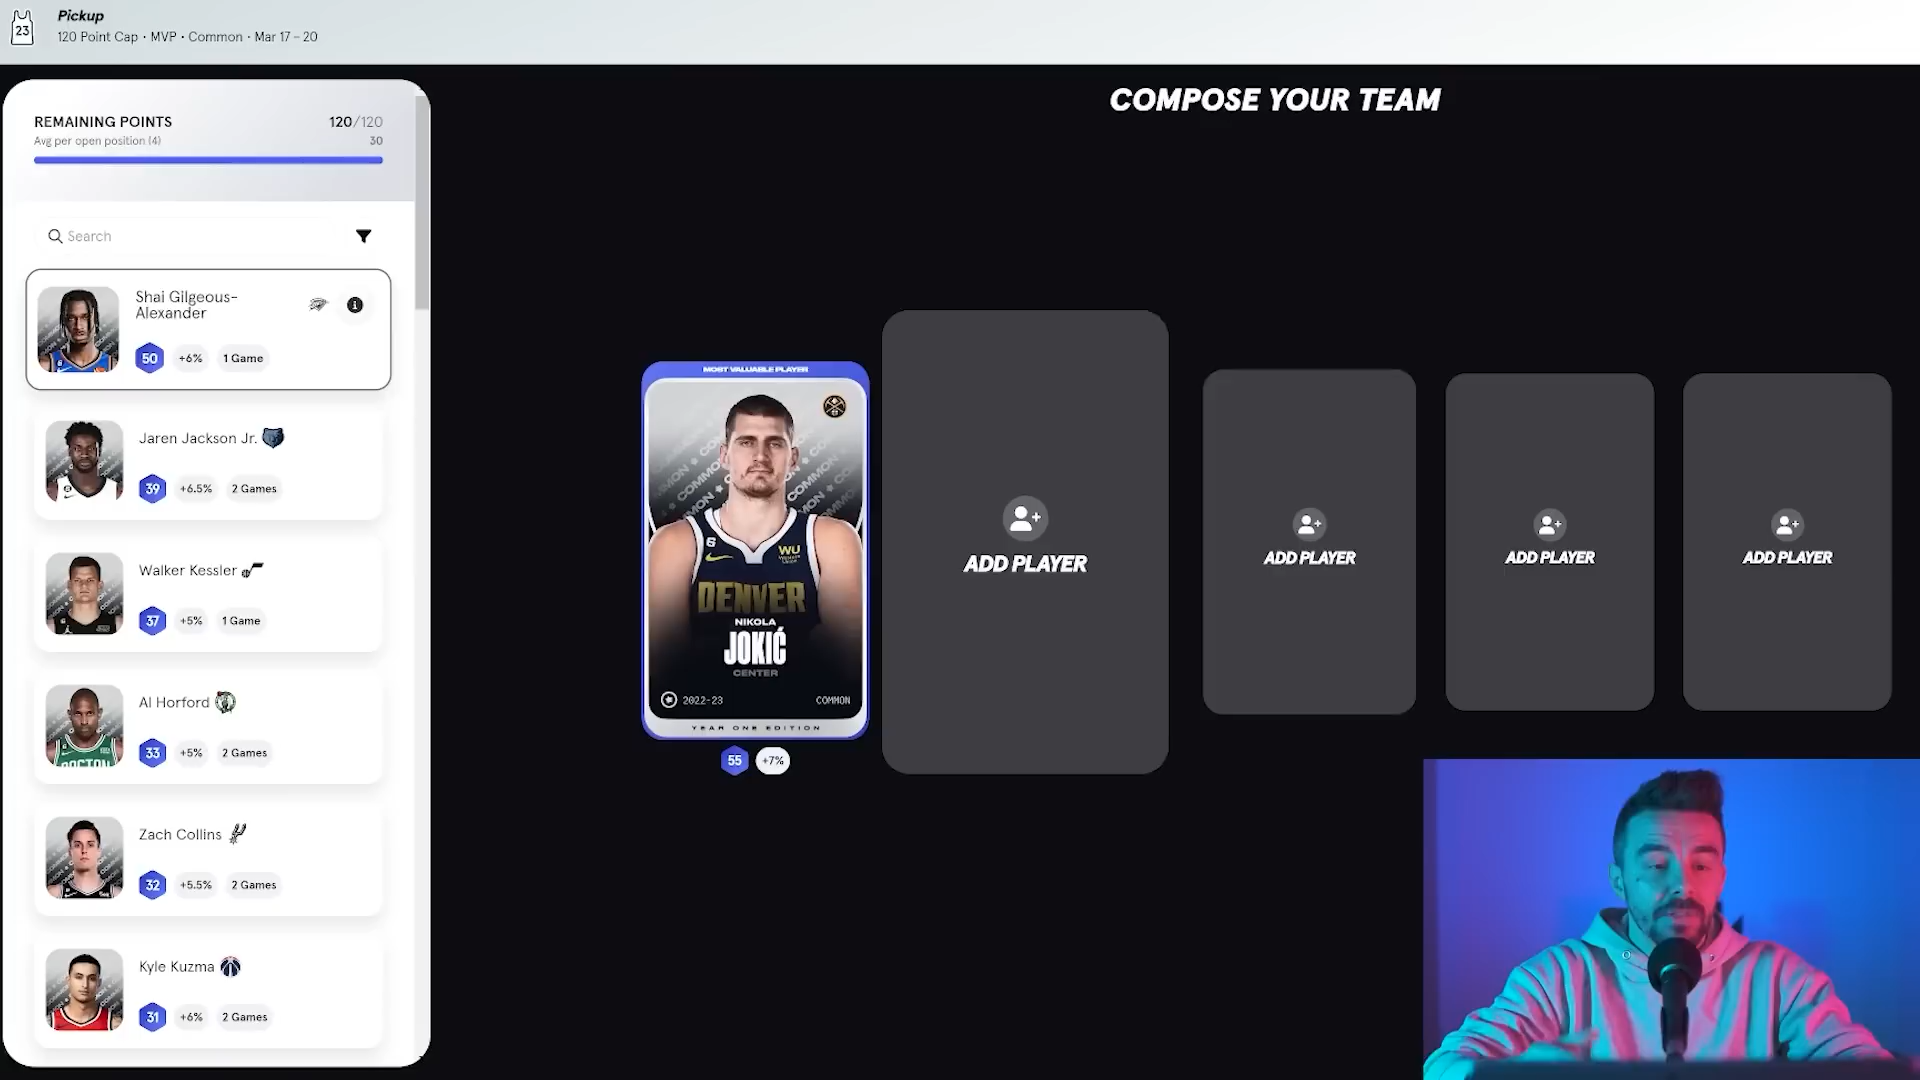 23
Pickup
120 Point Cap • MVP • Common • Mar 17 – 20
COMPOSE YOUR TEAM
REMAINING POINTS 120/120
Avg per open position (4) 30
Search
Shai Gilgeous-
Alexander
50 +6% 1 Game
Jaren Jackson Jr.
39 +6.5% 2 Games
Walker Kessler
37 +5% 1 Game
Al Horford
33 +5% 2 Games
Zach Collins
32 +5.5% 2 Games
Kyle Kuzma
31 +6% 2 Games
MOST VALUABLE PLAYER
COMMON COMMON
6
WU
DENVER
NIKOLA
JOKIĆ
CENTER
2022-23 COMMON
YEAR ONE EDITION
55 +7%
ADD PLAYER
ADD PLAYER
ADD PLAYER
ADD PLAYER